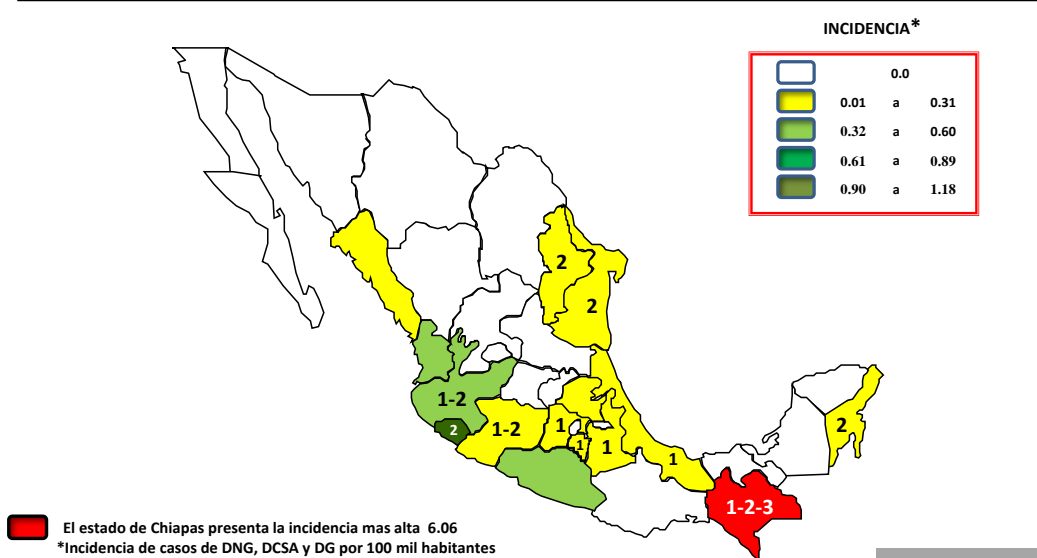 INCIDENCIA*
0.0
0.01 a 0.31
0.32 a 0.60
0.61 a 0.89
0.90 a 1.18
2
2
1-2
2
1-2
1
1
1
1
2
1-2-3
El estado de Chiapas presenta la incidencia mas alta 6.06
*Incidencia de casos de DNG, DCSA y DG por 100 mil habitantes